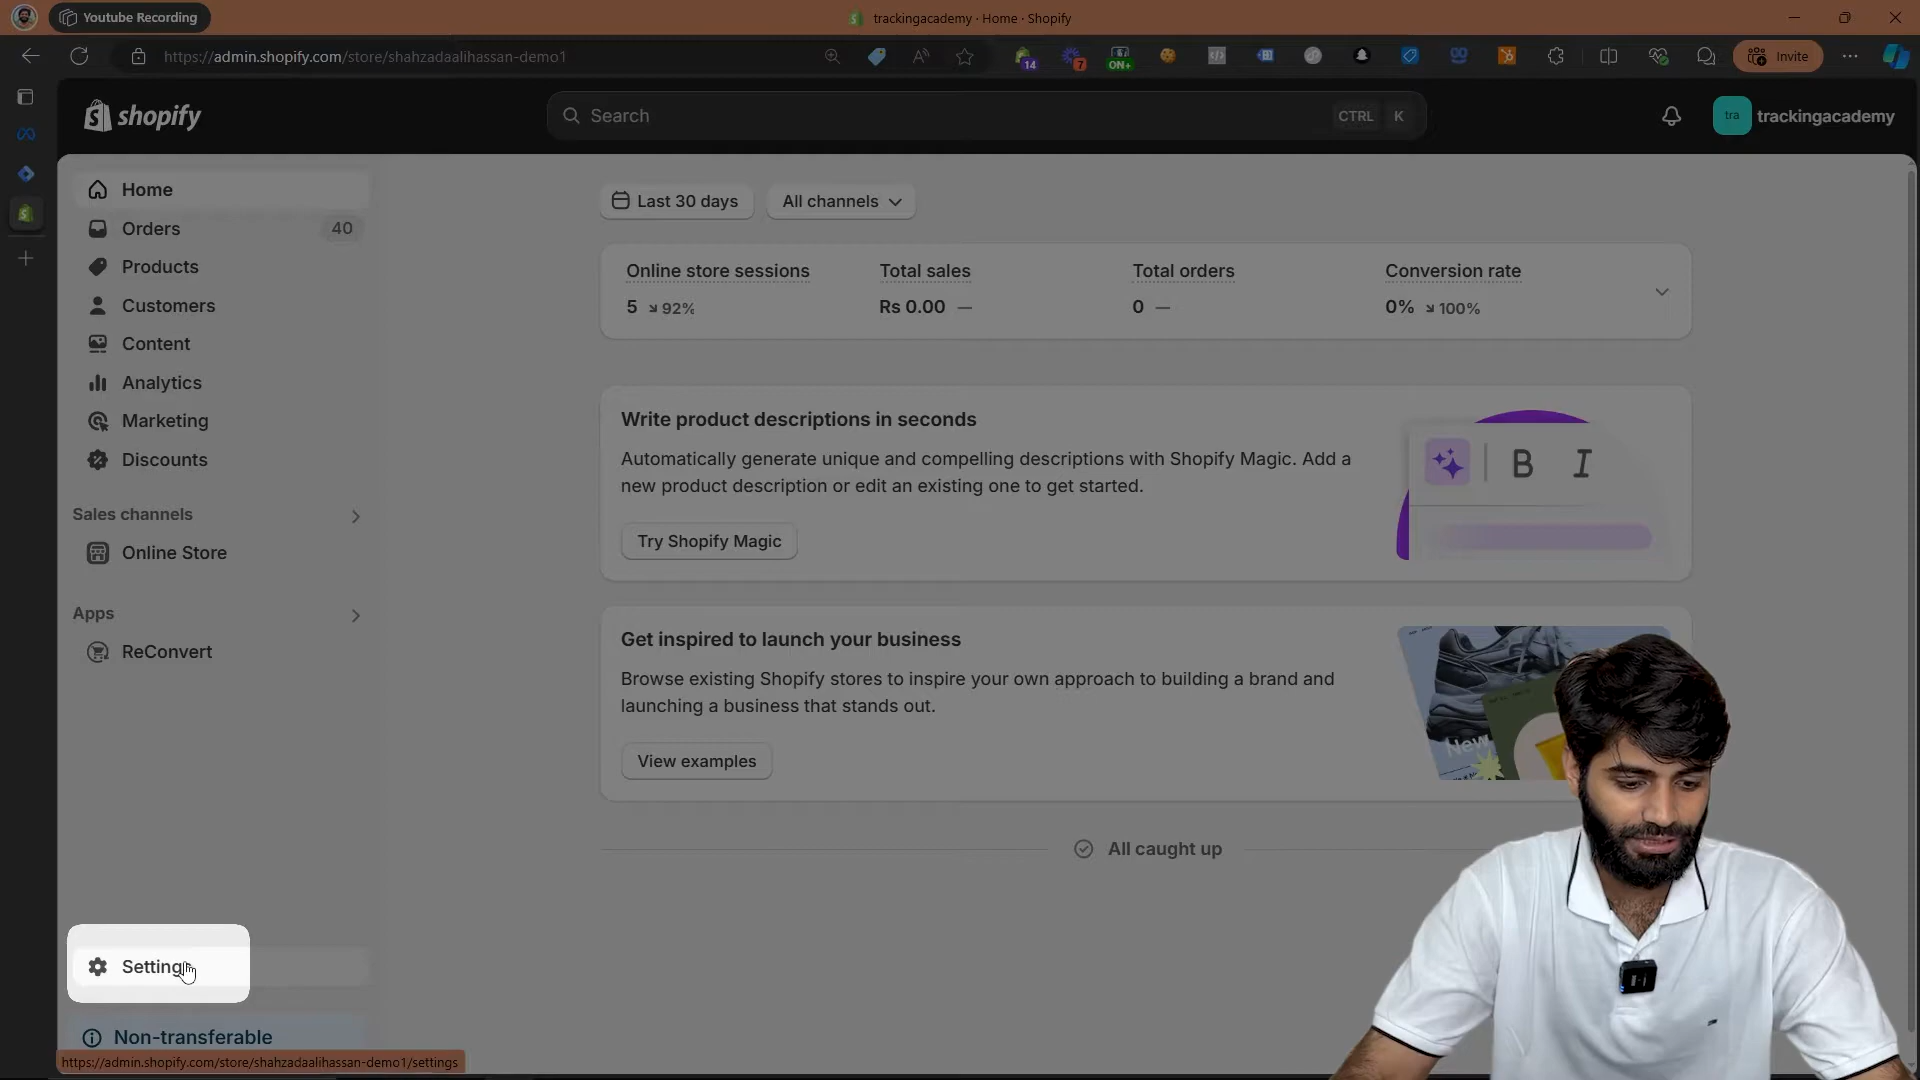 Youtube Recording
trackingacademy · Home · Shopify
https://admin.shopify.com/store/shahzadaalihassan-demo1
14
7
ON+
Invite
shopify
Search
CTRL K
tra
trackingacademy
Home
Orders 40
Products
Customers
Content
Analytics
Marketing
Discounts
Sales channels
Online Store
Apps
ReConvert
Settings
Non-transferable
https://admin.shopify.com/store/shahzadaalihassan-demo1/settings
Last 30 days
All channels
Online store sessions
5 92%
Total sales
Rs 0.00 —
Total orders
0 —
Conversion rate
0% 100%
Write product descriptions in seconds
Automatically generate unique and compelling descriptions with Shopify Magic. Add a
new product description or edit an existing one to get started.
Try Shopify Magic
B I
Get inspired to launch your business
Browse existing Shopify stores to inspire your own approach to building a brand and
launching a business that stands out.
View examples
New
All caught up